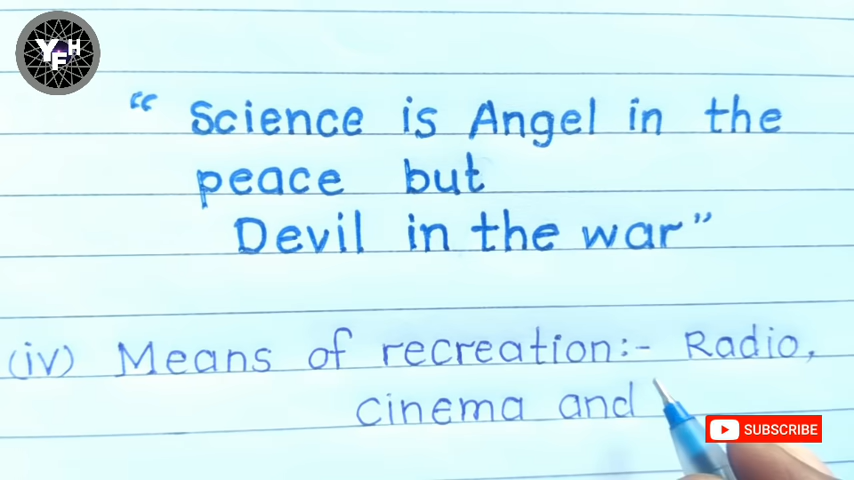 YFH
“ Science is Angel in the
peace but
Devil in the war”
(iv) Means of recreation:- Radio,
cinema and
SUBSCRIBE